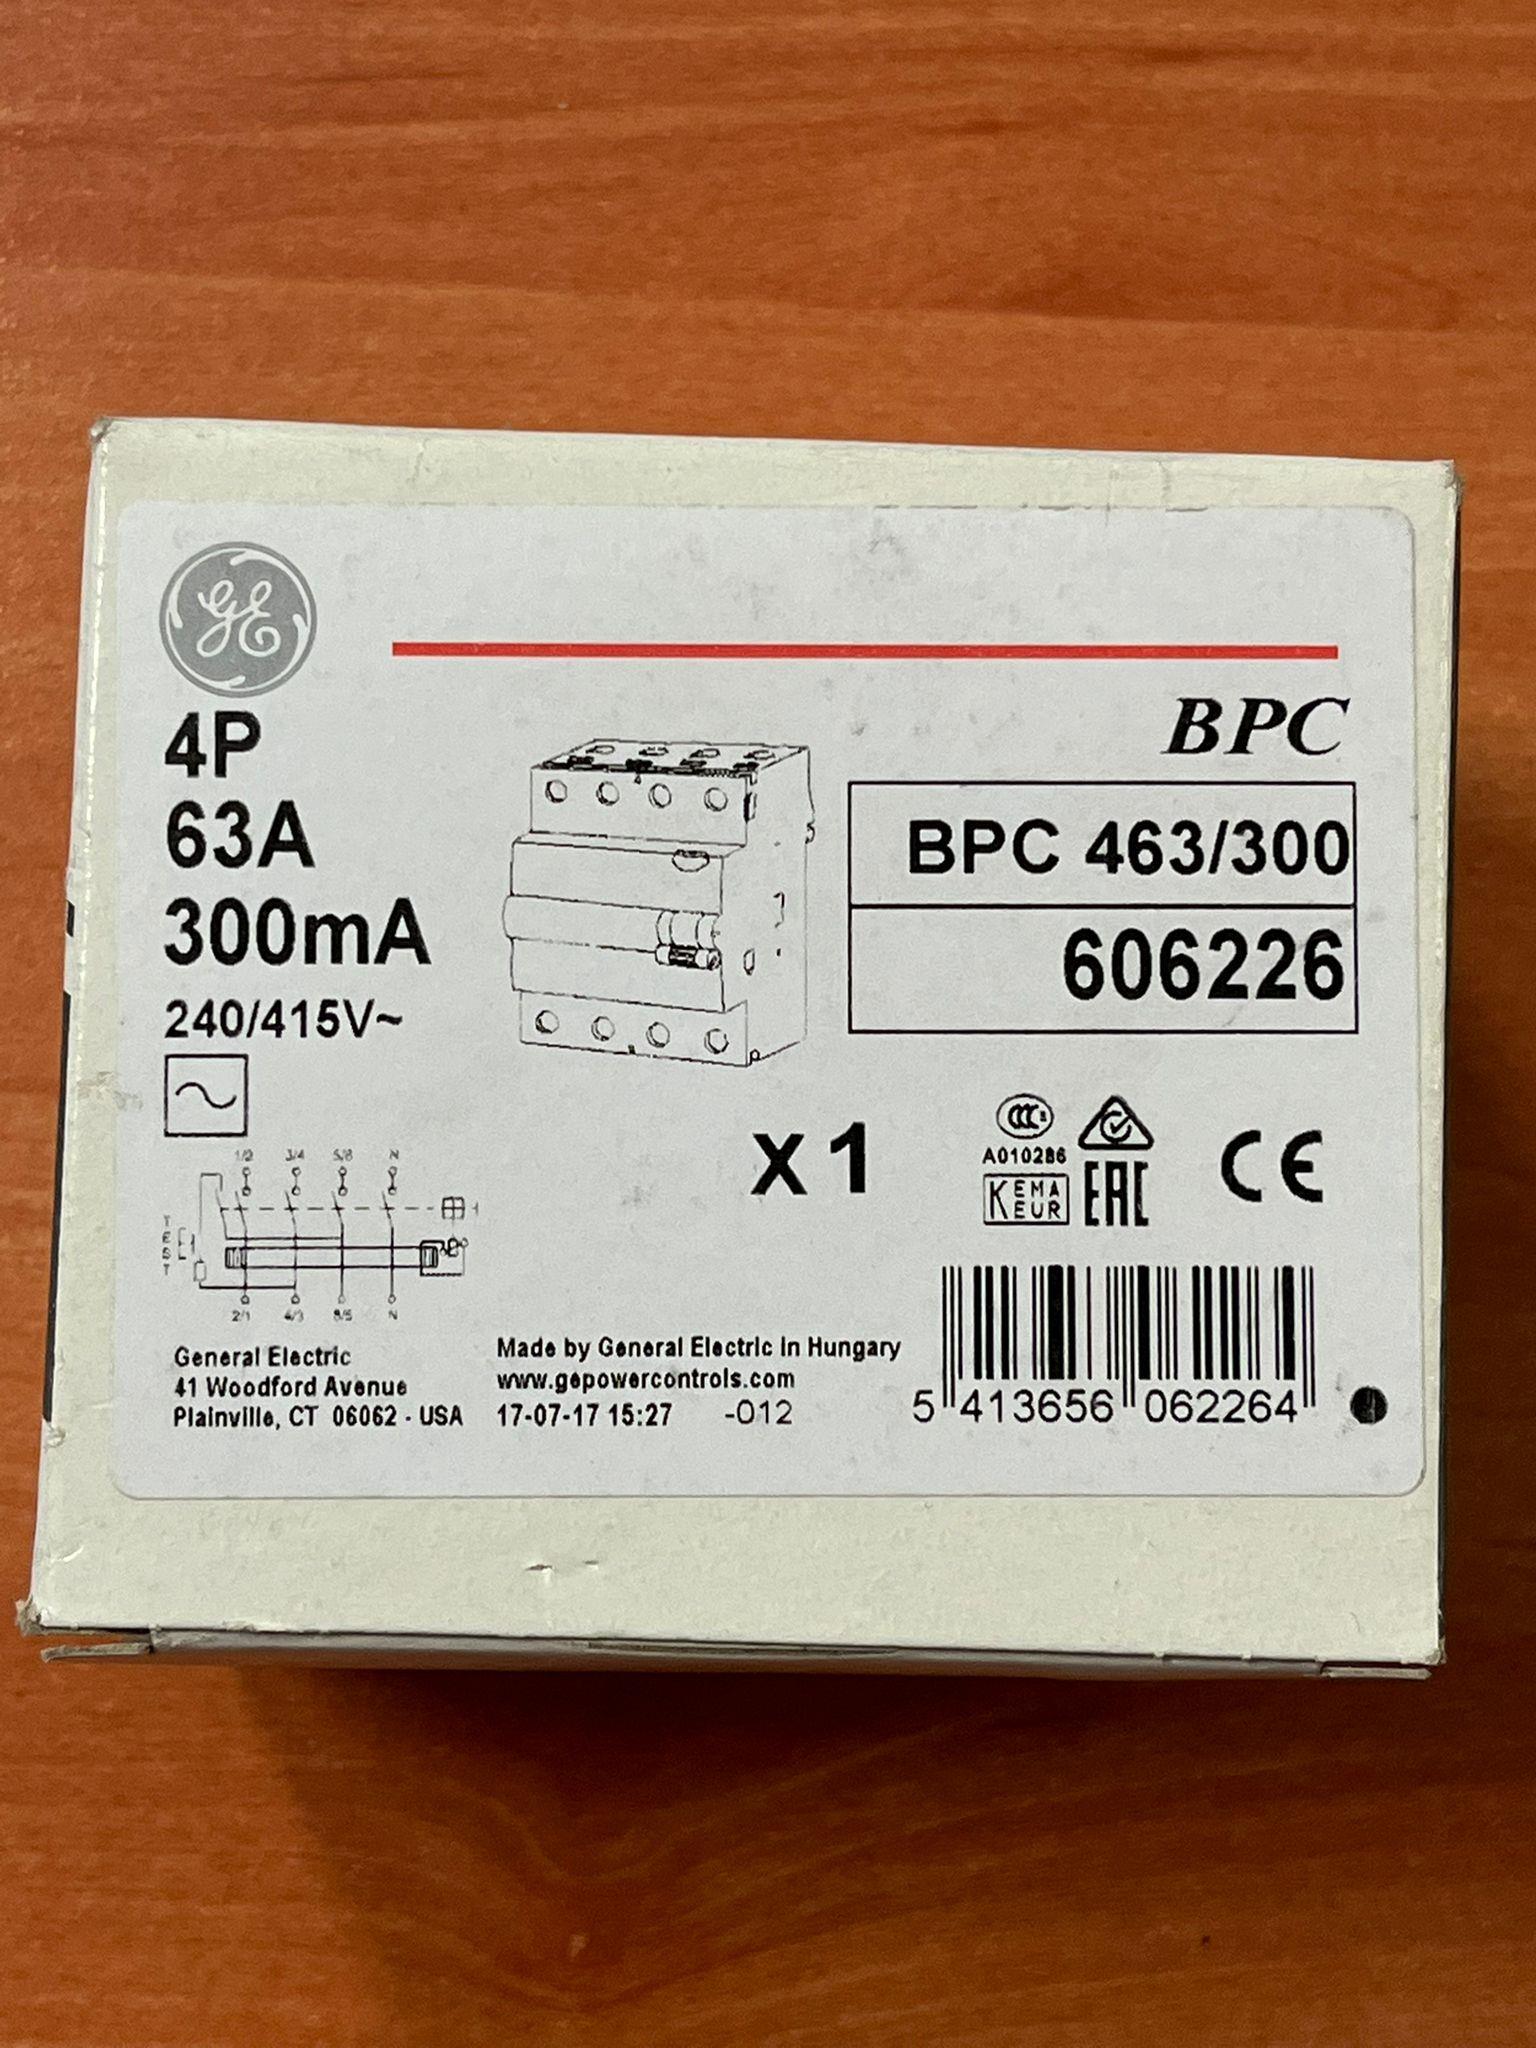 GE
4P
63A
300mA
240/415V~
BPC
BPC 463/300
606226
x 1
CCC
A010286
KEMA
EUR
EAC
CE
1/2 3/4 5/6 N
TEST
2/1 4/3 6/5 N
General Electric
41 Woodford Avenue
Plainville, CT 06062 - USA
Made by General Electric in Hungary
www.gepowercontrols.com
17-07-17 15:27 -012
5 413656 062264